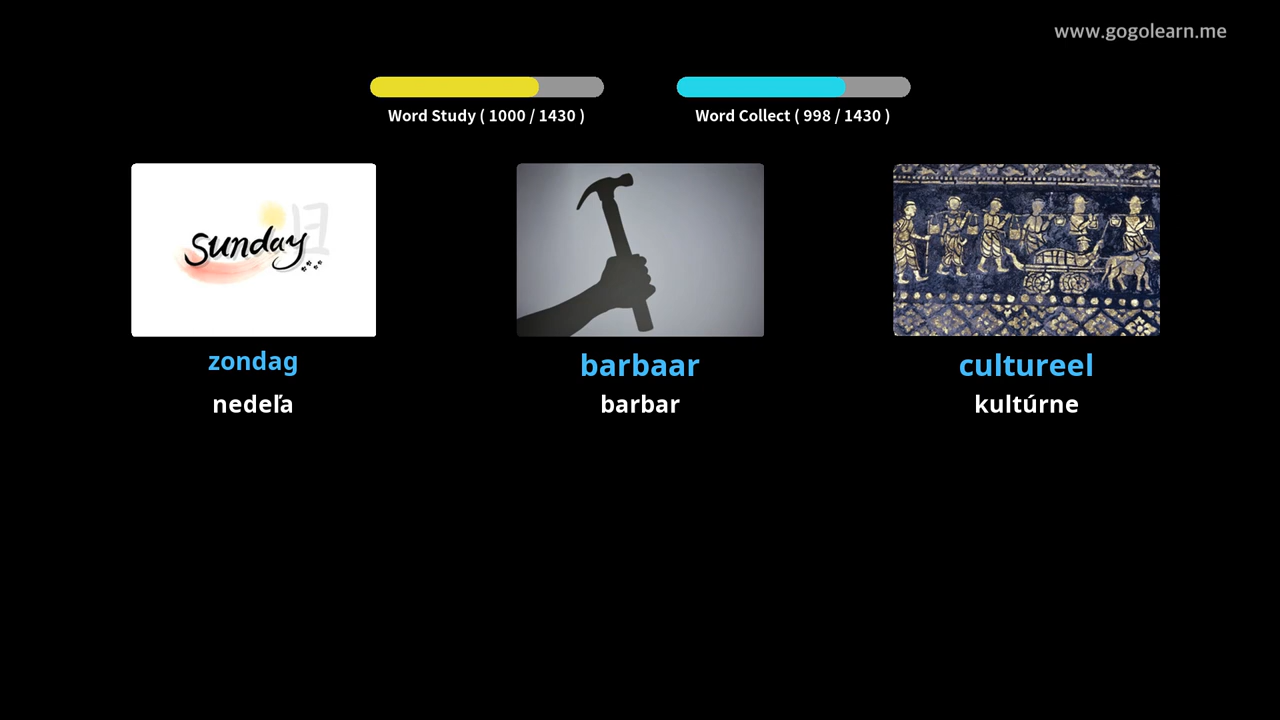 www.gogolearn.me
Word Study ( 1000 / 1430 )
Word Collect ( 998 / 1430 )
Sunday
zondag
barbaar
cultureel
nedeľa
barbar
kultúrne